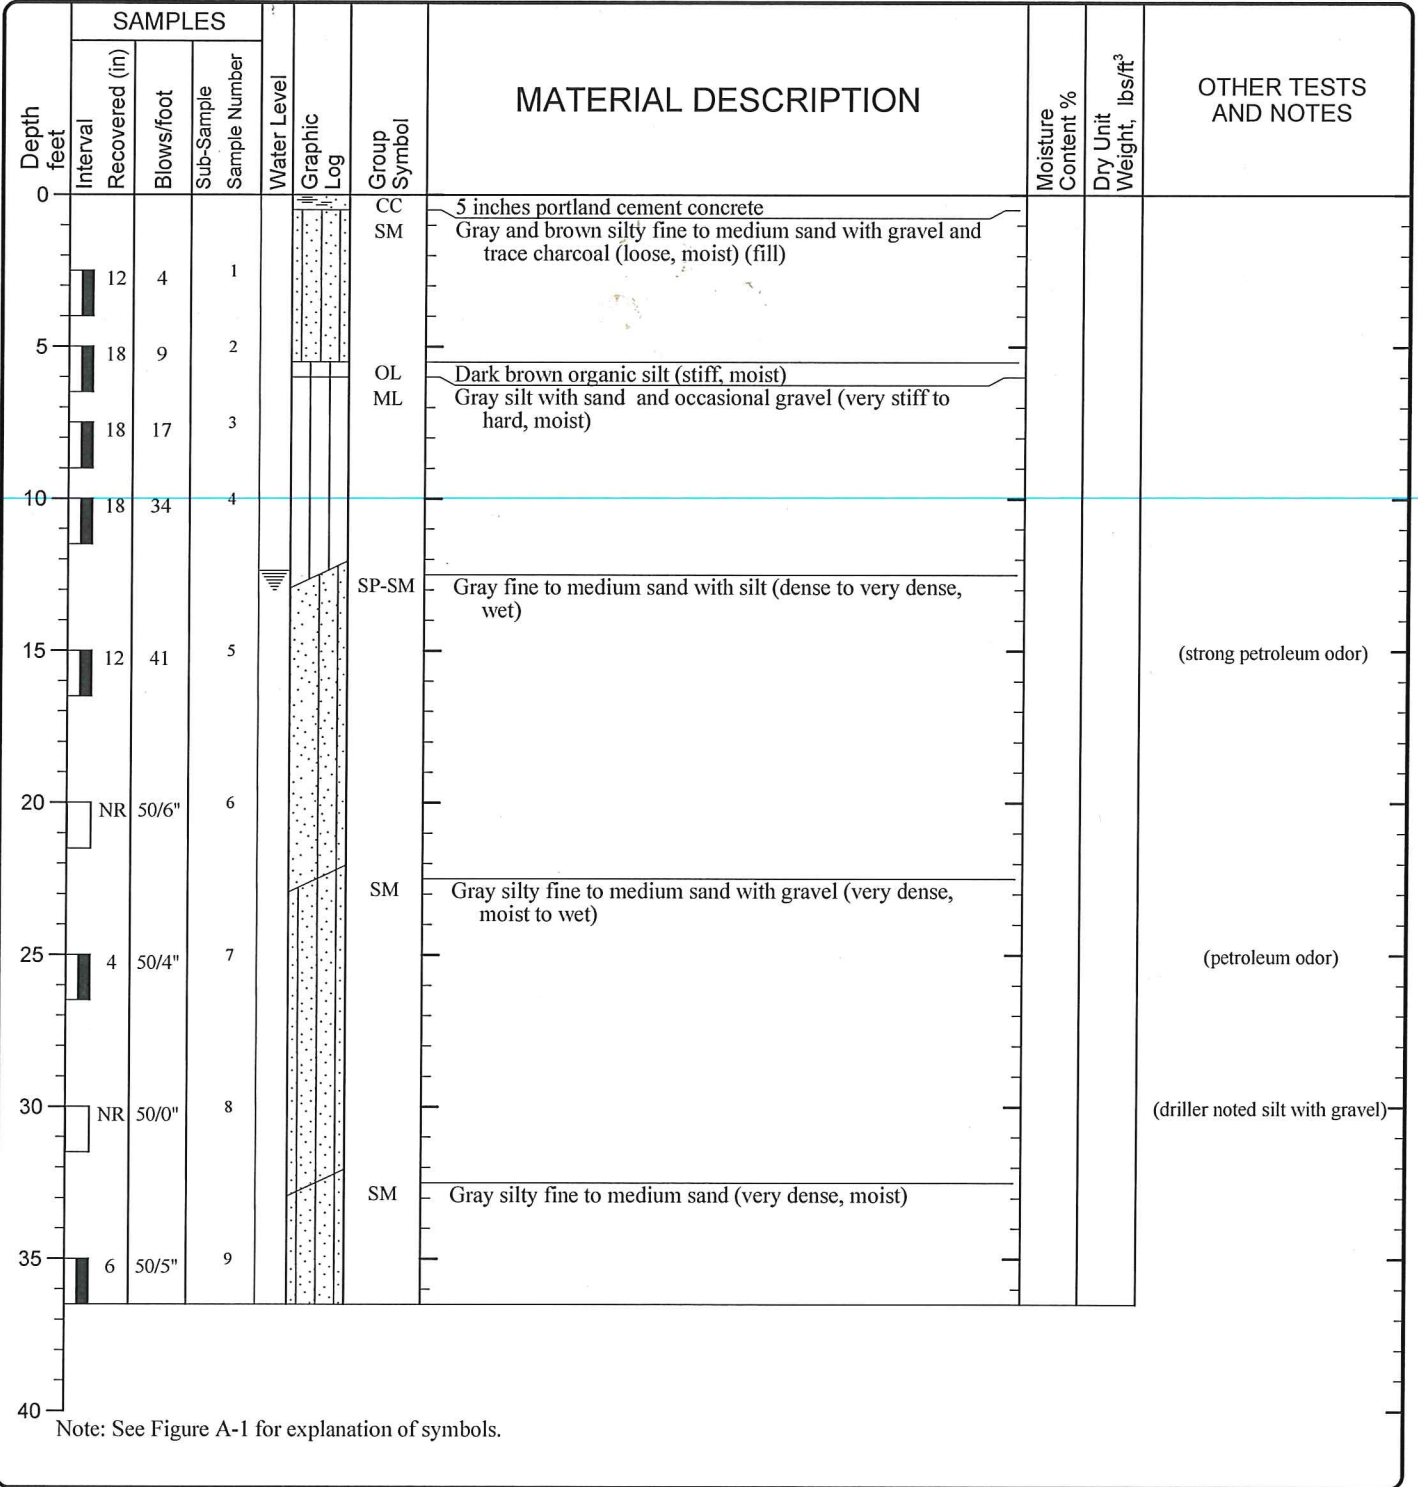 SAMPLES
Depth
feet
Interval
Recovered (in)
Blows/foot
Sub-Sample
Sample Number
Water Level
Graphic
Log
Group
Symbol
MATERIAL DESCRIPTION
Moisture
Content %
Dry Unit
Weight, lbs/ft³
OTHER TESTS
AND NOTES
0
CC 5 inches portland cement concrete
SM Gray and brown silty fine to medium sand with gravel and
trace charcoal (loose, moist) (fill)
12 4 1
5 18 9 2
OL Dark brown organic silt (stiff, moist)
ML Gray silt with sand and occasional gravel (very stiff to
hard, moist)
18 17 3
10 18 34 4
SP-SM Gray fine to medium sand with silt (dense to very dense,
wet)
15 12 41 5 (strong petroleum odor)
20 NR 50/6" 6
SM Gray silty fine to medium sand with gravel (very dense,
moist to wet)
25 4 50/4" 7 (petroleum odor)
30 NR 50/0" 8 (driller noted silt with gravel)
SM Gray silty fine to medium sand (very dense, moist)
35 6 50/5" 9
40
Note: See Figure A-1 for explanation of symbols.